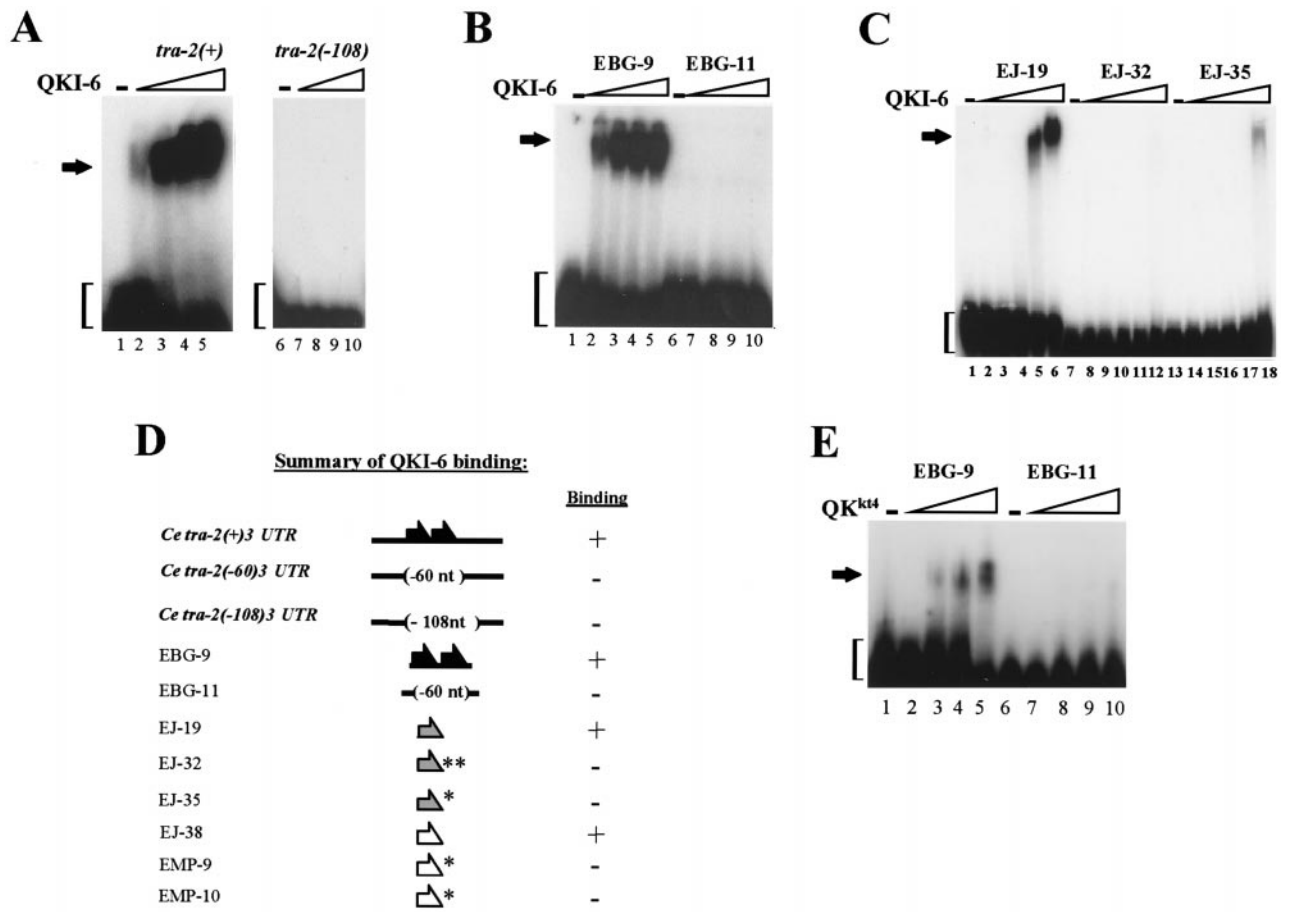 A
tra-2(+) tra-2(-108)
QKI-6 -
1 2 3 4 5 6 7 8 9 10
B
EBG-9 EBG-11
QKI-6
1 2 3 4 5 6 7 8 9 10
C
EJ-19 EJ-32 EJ-35
QKI-6
1 2 3 4 5 6 7 8 9 10 11 12 13 14 15 16 17 18
D
Summary of QKI-6 binding:
Binding
Ce tra-2(+)3 UTR +
Ce tra-2(-60)3 UTR (-60 nt ) -
Ce tra-2(-108)3 UTR (- 108nt ) -
EBG-9 +
EBG-11 (-60 nt) -
EJ-19 +
EJ-32 ** -
EJ-35 * -
EJ-38 +
EMP-9 * -
EMP-10 * -
E
EBG-9 EBG-11
QKkt4 -
1 2 3 4 5 6 7 8 9 10